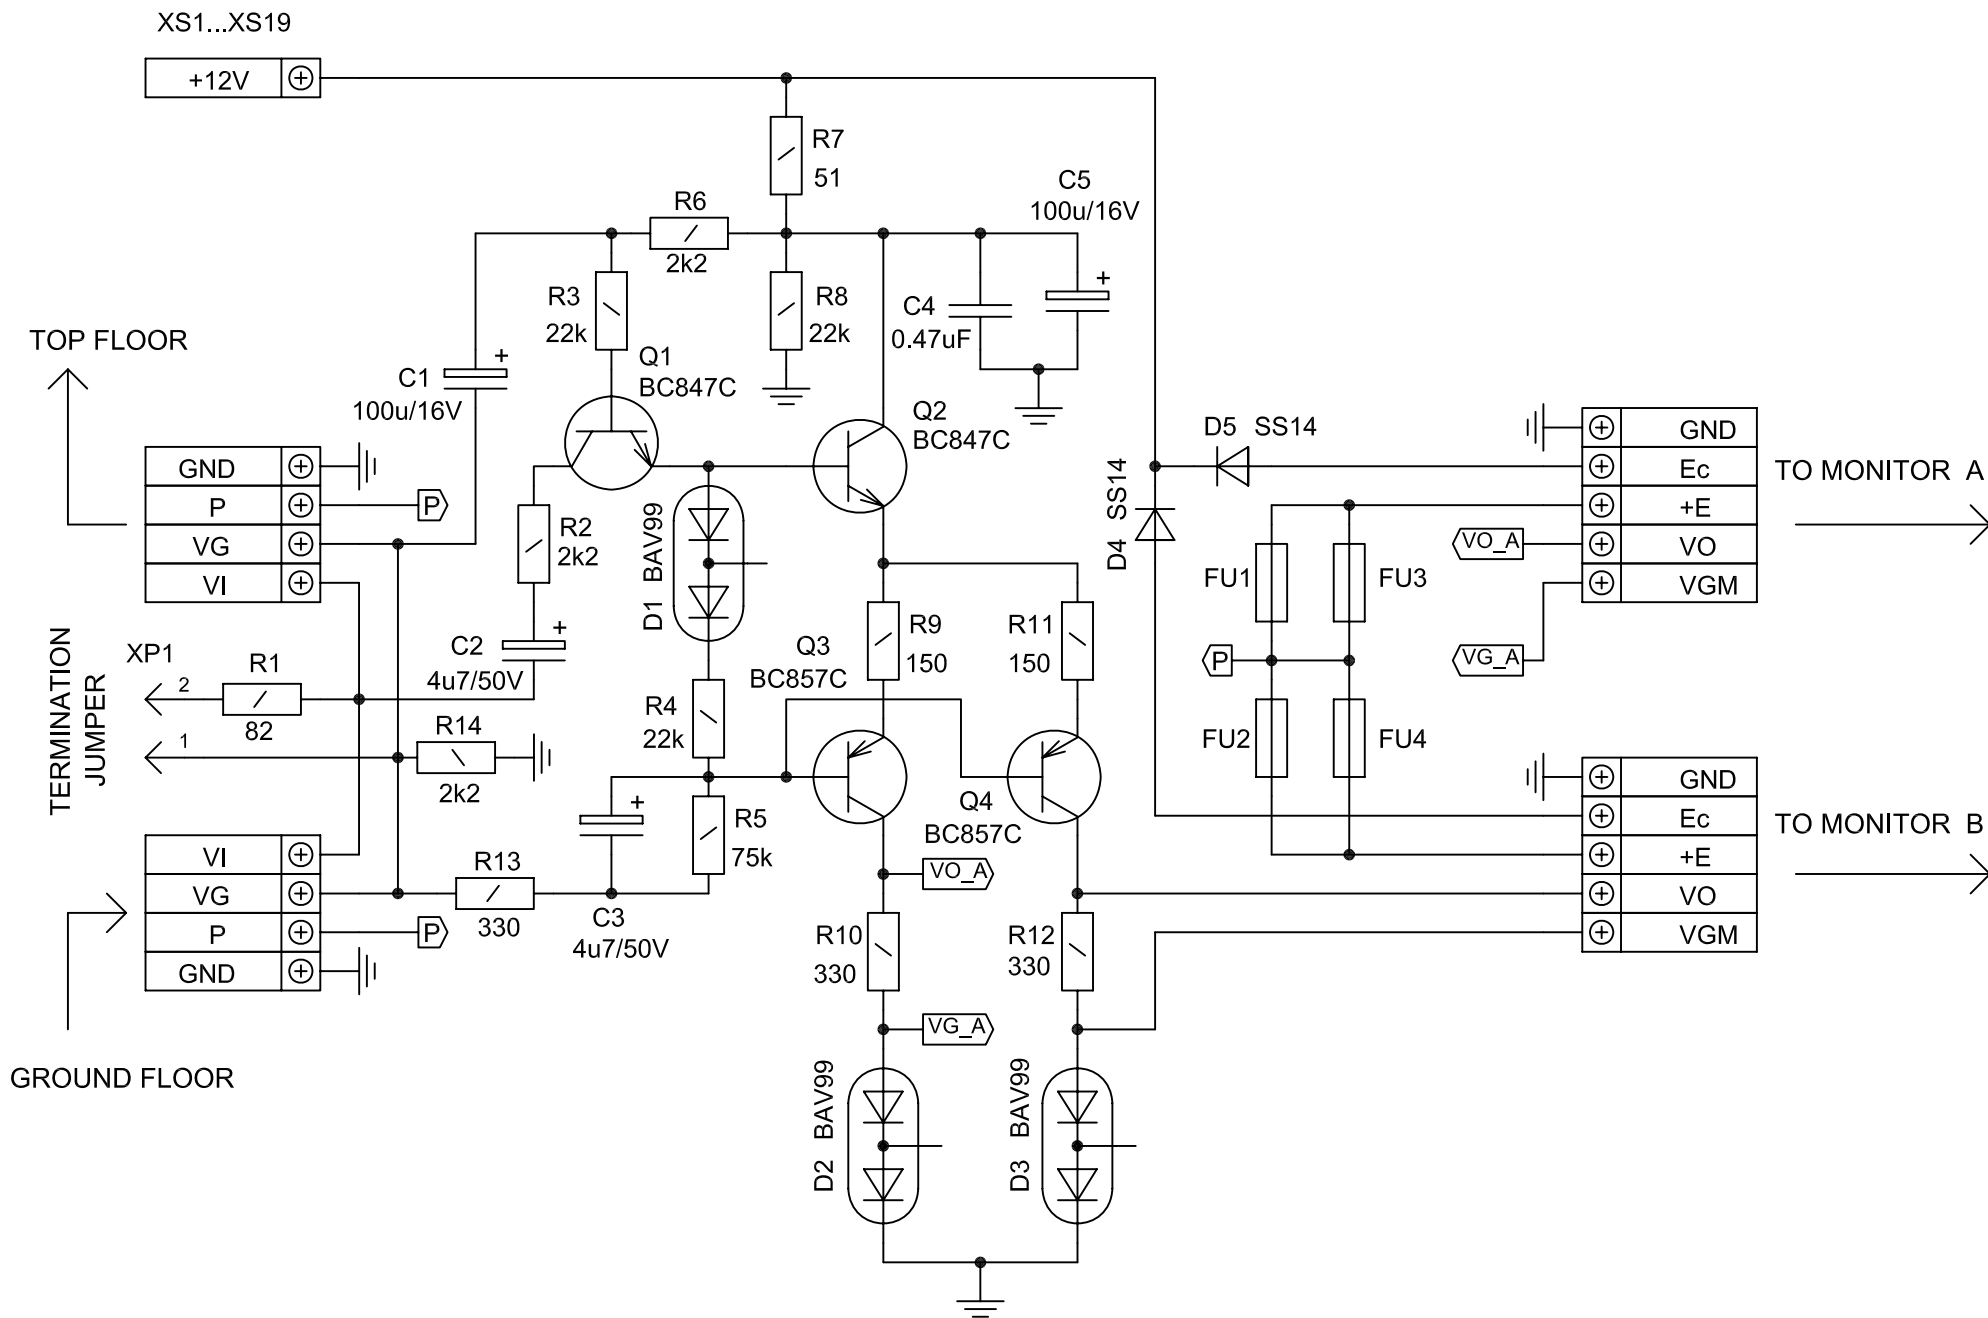 XS1...XS19
+12V
R7
51
C5
100u/16V
R6
2k2
R3
22k
R8
22k
C4
0.47uF
TOP FLOOR
Q1
BC847C
C1
100u/16V
Q2
BC847C
D5 SS14
D4 SS14
GND
P
VG
VI
P
R2
2k2
D1 BAV99
GND
Ec
+E
VO
VGM
TO MONITOR A
VO_A
VG_A
FU1
FU3
P
FU2
FU4
TERMINATION
JUMPER
XP1
2
R1
82
1
C2
4u7/50V
R14
2k2
R4
22k
Q3
BC857C
R9
150
R11
150
Q4
BC857C
GND
Ec
+E
VO
VGM
TO MONITOR B
VI
VG
P
GND
P
R13
330
C3
4u7/50V
R5
75k
VO_A
R10
330
R12
330
VG_A
GROUND FLOOR
D2 BAV99
D3 BAV99